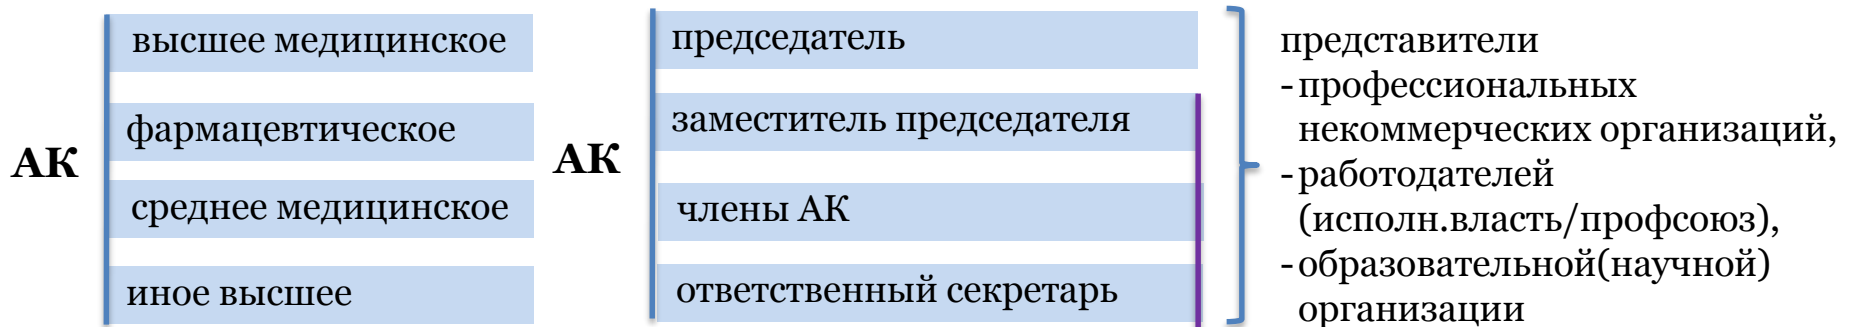 АК
высшее медицинское
фармацевтическое
среднее медицинское
иное высшее
АК
председатель
заместитель председателя
члены АК
ответственный секретарь
представители
-профессиональных
некоммерческих организаций,
-работодателей
(исполн.власть/профсоюз),
-образовательной(научной)
организации